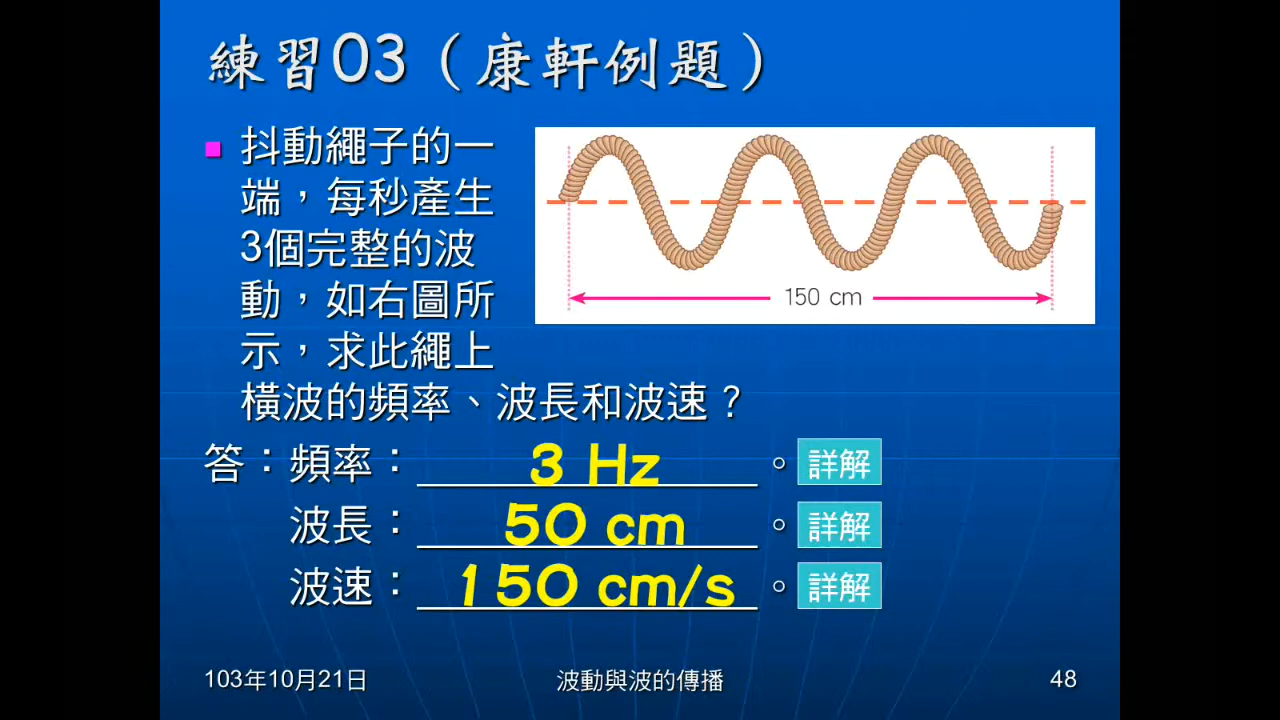 練習03（康軒例題）
抖動繩子的一
端，每秒產生
3個完整的波
動，如右圖所
示，求此繩上
橫波的頻率、波長和波速？
150 cm
答：頻率：3 Hz。詳解
波長：50 cm。詳解
波速：150 cm/s。詳解
103年10月21日 波動與波的傳播 48